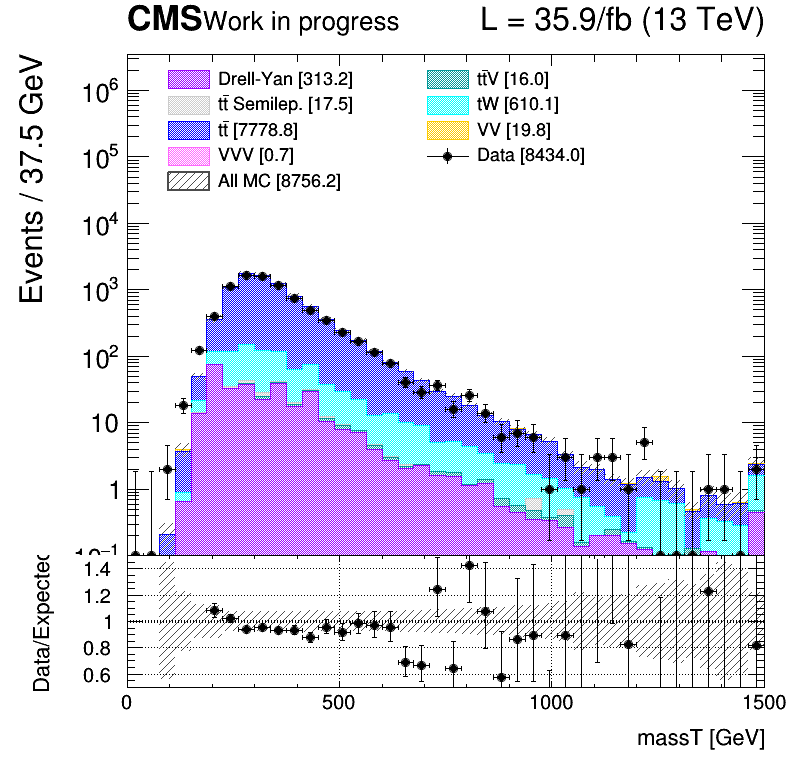 CMS Work in progress L = 35.9/fb (13 TeV)
Events / 37.5 GeV
Drell-Yan [313.2]
tt̄ Semilep. [17.5]
tt̄ [7778.8]
VVV [0.7]
All MC [8756.2]
tt̄V [16.0]
tW [610.1]
VV [19.8]
Data [8434.0]
10⁶
10⁵
10⁴
10³
10²
10
1
10⁻¹
Data/Expected
1.4
1.2
1
0.8
0.6
0 500 1000 1500
massT [GeV]